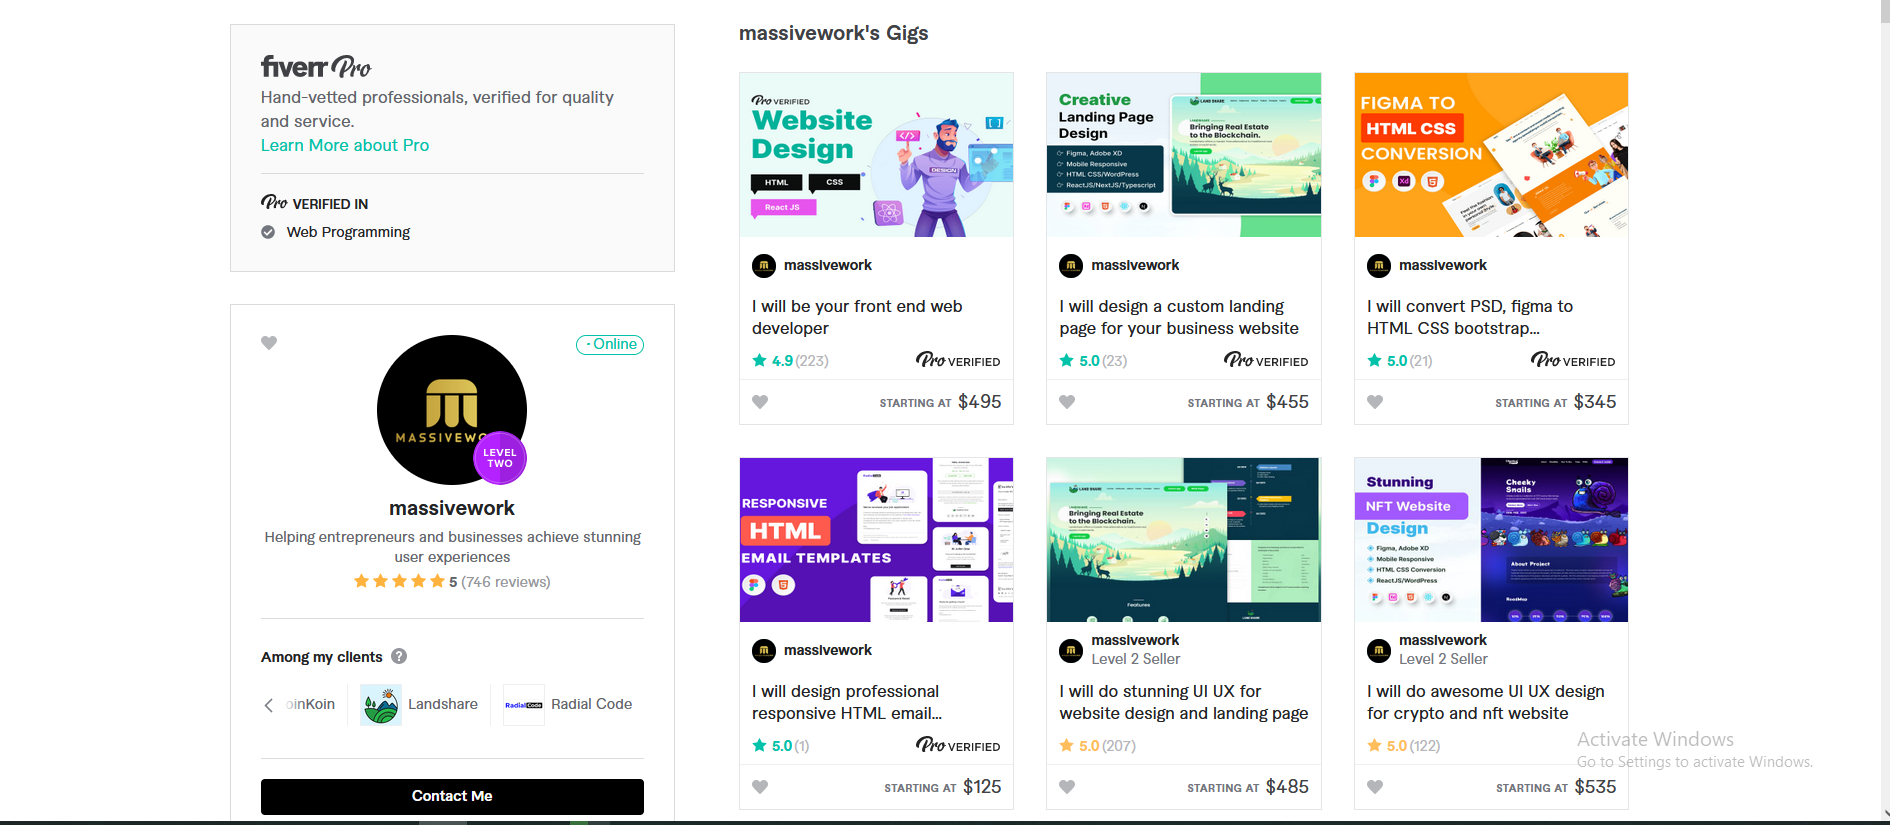 fiverr Pro
Hand-vetted professionals, verified for quality
and service.
Learn More about Pro
Pro VERIFIED IN
Web Programming
Online
MASSIVEWO
LEVEL
TWO
massivework
Helping entrepreneurs and businesses achieve stunning
user experiences
5 (746 reviews)
Among my clients ?
oinKoin
Landshare
RadialCode
Radial Code
Contact Me
massivework's Gigs
Pro VERIFIED
Website
Design
HTML
CSS
React JS
DESIGN
massivework
I will be your front end web
developer
4.9 (223)
Pro VERIFIED
STARTING AT $495
Creative
Landing Page
Design
Figma, Adobe XD
Mobile Responsive
HTML CSS/WordPress
ReactJS/NextJS/Typescript
LAND SHARE
Bringing Real Estate
to the Blockchain.
massivework
I will design a custom landing
page for your business website
5.0 (23)
Pro VERIFIED
STARTING AT $455
FIGMA TO
HTML CSS
CONVERSION
Xd
massivework
I will convert PSD, figma to
HTML CSS bootstrap...
5.0 (21)
Pro VERIFIED
STARTING AT $345
RESPONSIVE
HTML
EMAIL TEMPLATES
massivework
I will design professional
responsive HTML email...
5.0 (1)
Pro VERIFIED
STARTING AT $125
LAND SHARE
Bringing Real Estate
to the Blockchain.
Features
massivework
Level 2 Seller
I will do stunning UI UX for
website design and landing page
5.0 (207)
STARTING AT $485
Stunning
NFT Website
Design
Figma, Adobe XD
Mobile Responsive
HTML CSS Conversion
ReactJS/WordPress
Cheeky
Snails
About Project
RoadMap
massivework
Level 2 Seller
I will do awesome UI UX design
for crypto and nft website
5.0 (122)
STARTING AT $535
Activate Windows
Go to Settings to activate Windows.